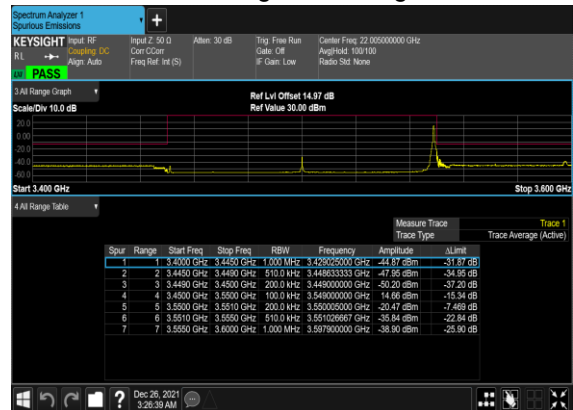 Spectrum Analyzer 1
Spurious Emissions
+
KEYSIGHT Input: RF Input Z: 50 Ω Atten: 30 dB Trig: Free Run Center Freq: 22.005000000 GHz
RL Coupling: DC Corr CCorr Gate: Off Avg|Hold: 100/100
Align: Auto Freq Ref: Int (S) IF Gain: Low Radio Std: None
PASS
3 All Range Graph Ref Lvl Offset 14.97 dB
Scale/Div 10.0 dB Ref Value 30.00 dBm
20.0
0.00
-20.0
-40.0
-60.0
Start 3.400 GHz Stop 3.600 GHz
4 All Range Table
Measure Trace Trace 1
Trace Type Trace Average (Active)
Spur Range Start Freq Stop Freq RBW Frequency Amplitude ΔLimit
1 1 3.4000 GHz 3.4450 GHz 1.000 MHz 3.429025000 GHz -44.87 dBm -31.87 dB
2 2 3.4450 GHz 3.4490 GHz 510.0 kHz 3.448633333 GHz -47.95 dBm -34.95 dB
3 3 3.4490 GHz 3.4500 GHz 200.0 kHz 3.449000000 GHz -50.20 dBm -37.20 dB
4 4 3.4500 GHz 3.5500 GHz 100.0 kHz 3.549000000 GHz 14.66 dBm -15.34 dB
5 5 3.5500 GHz 3.5510 GHz 200.0 kHz 3.550005000 GHz -20.47 dBm -7.469 dB
6 6 3.5510 GHz 3.5550 GHz 510.0 kHz 3.551026667 GHz -35.84 dBm -22.84 dB
7 7 3.5550 GHz 3.6000 GHz 1.000 MHz 3.597900000 GHz -38.90 dBm -25.90 dB
? Dec 26, 2021
3:26:39 AM